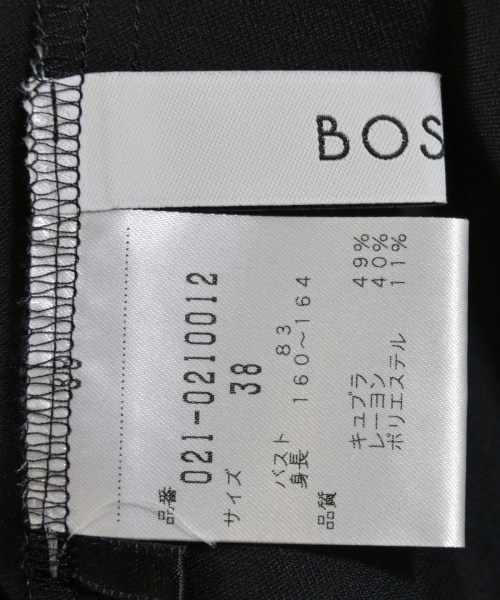 BOS
品番 021-0210012
サイズ 38
バスト 83
身長 160～164
品質
キュプラ 49%
レーヨン 40%
ポリエステル 11%